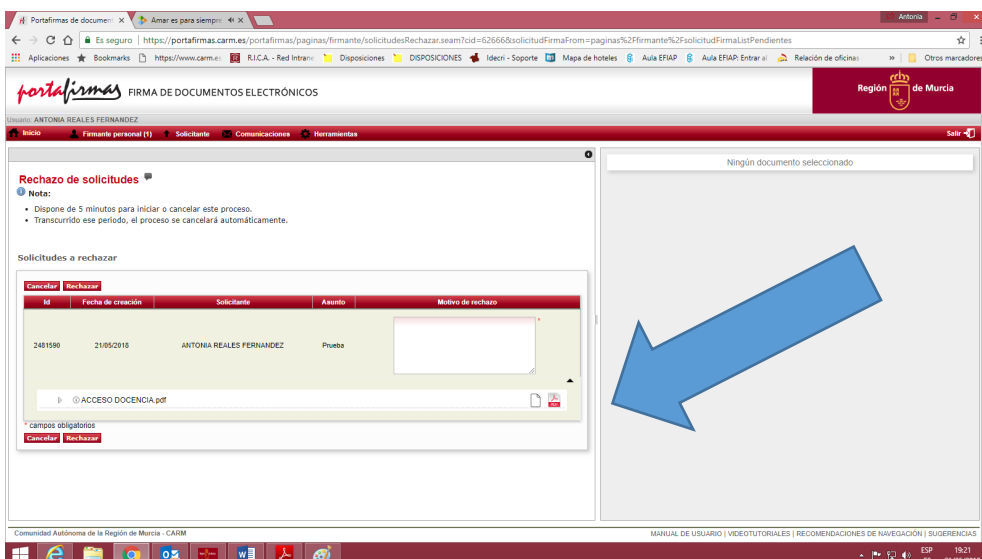 Portafirmas de document
Amar es para siempre
Antonia
Es seguro | https://portafirmas.carm.es/portafirmas/paginas/firmante/solicitudesRechazar.seam?cid=62666&solicitudFirmaFrom=paginas%2Ffirmante%2FsolicitudFirmaListPendientes
Aplicaciones Bookmarks https://www.carm.es R.I.C.A. - Red Intrane Disposiciones DISPOSICIONES Idecri - Soporte Mapa de hoteles Aula EFIAP Aula EFIAP: Entrar al Relación de oficinas » Otros marcadores
portafirmas FIRMA DE DOCUMENTOS ELECTRÓNICOS
Región de Murcia
Usuario: ANTONIA REALES FERNANDEZ
Inicio Firmante personal (1) Solicitante Comunicaciones Herramientas Salir
Ningún documento seleccionado
Rechazo de solicitudes
Nota:
• Dispone de 5 minutos para iniciar o cancelar este proceso.
• Transcurrido ese periodo, el proceso se cancelará automáticamente.
Solicitudes a rechazar
Cancelar Rechazar
Id Fecha de creación Solicitante Asunto Motivo de rechazo
*
2481590 21/05/2018 ANTONIA REALES FERNANDEZ Prueba
ACCESO DOCENCIA.pdf
* campos obligatorios
Cancelar Rechazar
Comunidad Autónoma de la Región de Murcia - CARM
MANUAL DE USUARIO | VIDEOTUTORIALES | RECOMENDACIONES DE NAVEGACIÓN | SUGERENCIAS
ESP 19:21